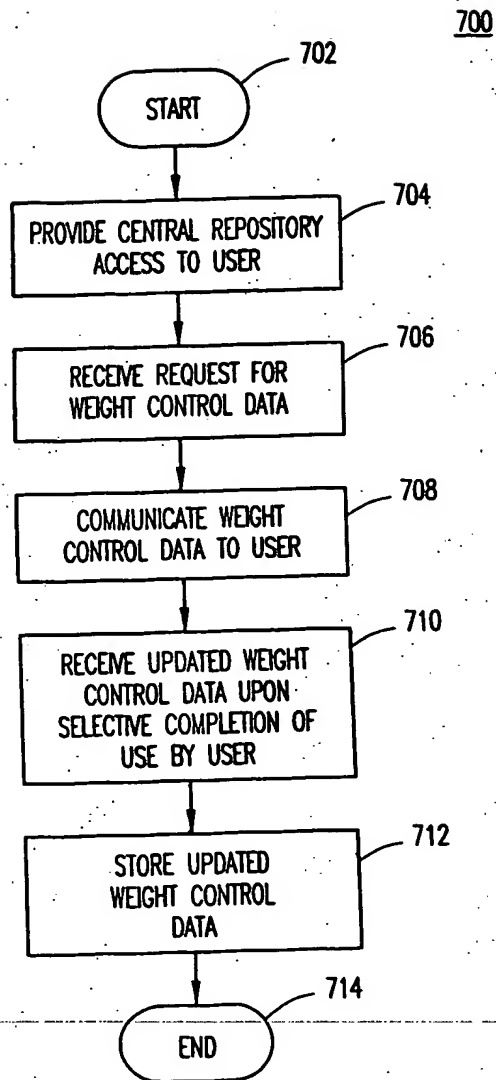 700
702
START
704
PROVIDE CENTRAL REPOSITORY
ACCESS TO USER
706
RECEIVE REQUEST FOR
WEIGHT CONTROL DATA
708
COMMUNICATE WEIGHT
CONTROL DATA TO USER
710
RECEIVE UPDATED WEIGHT
CONTROL DATA UPON
SELECTIVE COMPLETION OF
USE BY USER
712
STORE UPDATED
WEIGHT CONTROL
DATA
714
END